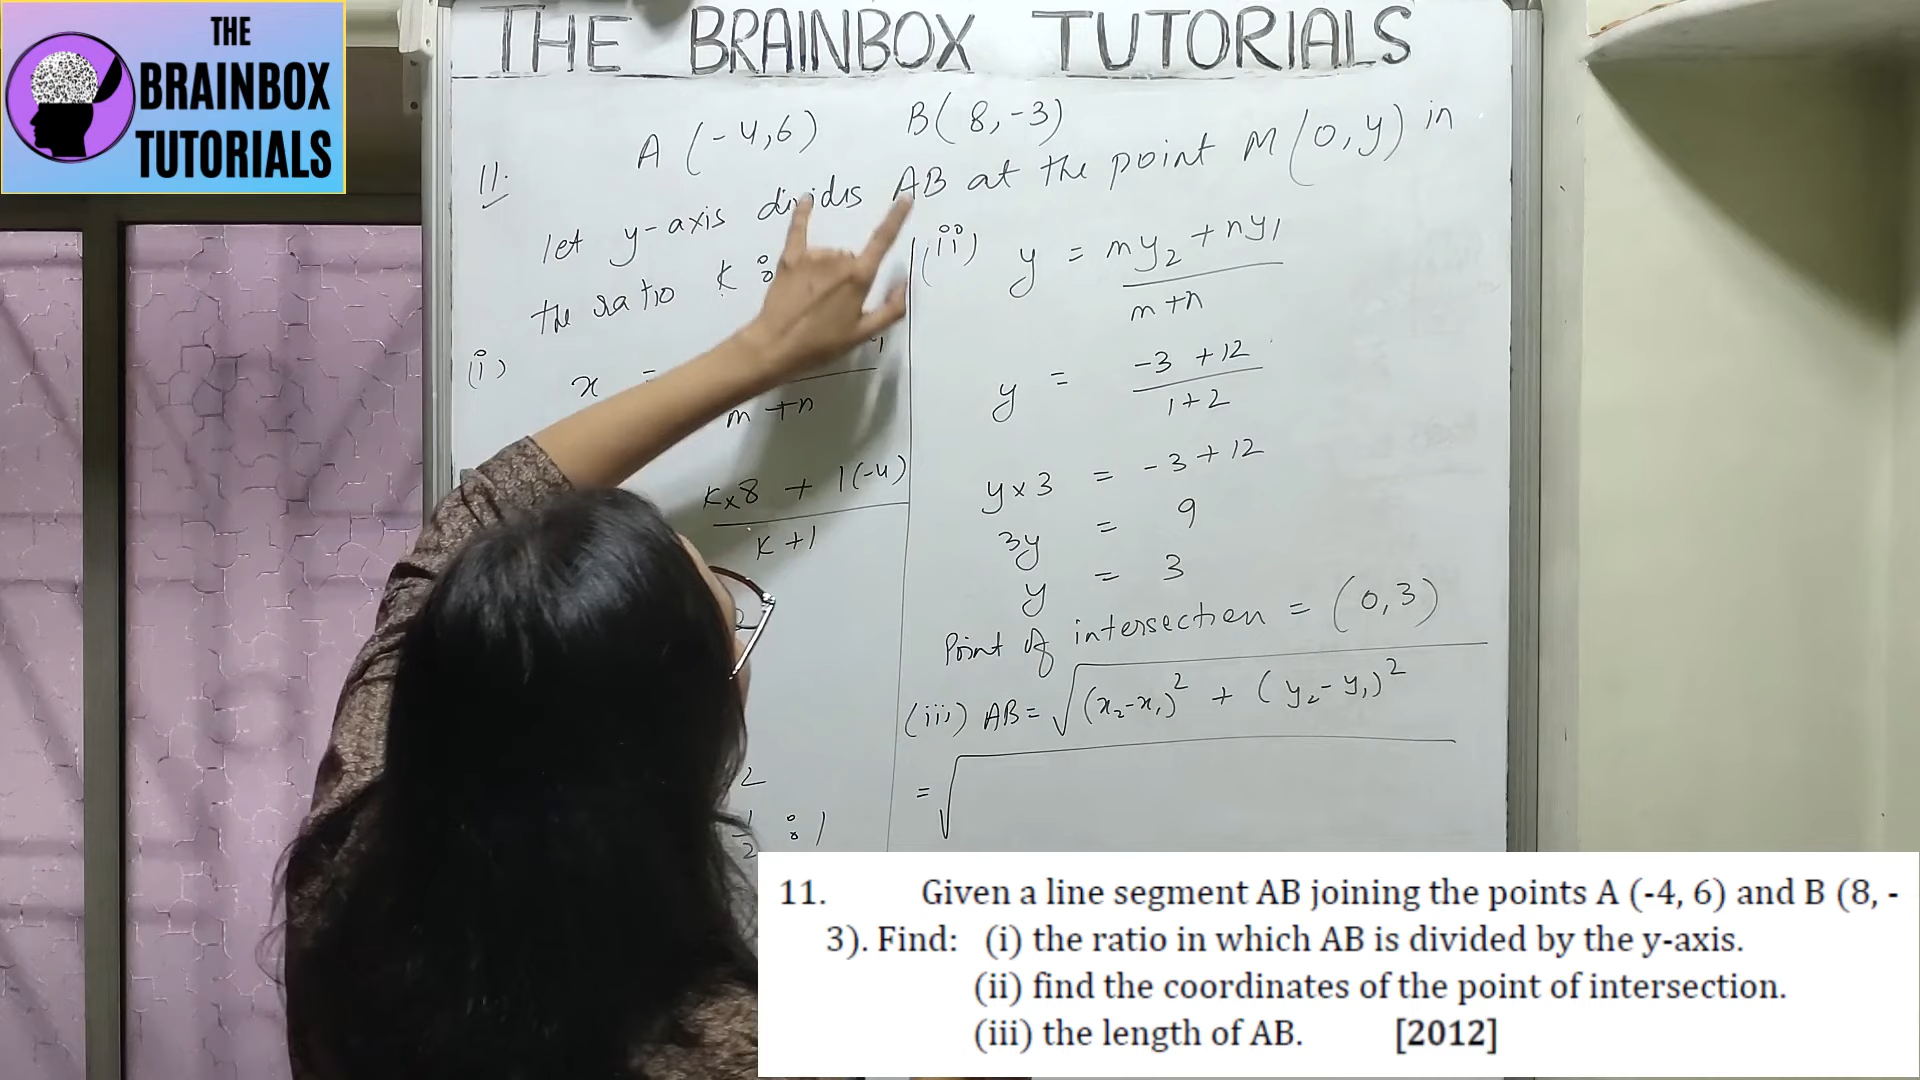 THE
BRAINBOX
TUTORIALS
THE BRAINBOX TUTORIALS
11.
A (-4,6) B(8,-3)
let y-axis divides AB at the point M(0,y) in
the ratio K :
(i) x =
m+n
K×8 + 1(-4)
K+1
2
1/2 : 1
(ii) y = my₂ + ny₁
m+n
y = -3 +12
1+2
y×3 = -3+12
3y = 9
y = 3
Point of intersection = (0,3)
(iii) AB = √(x₂-x₁)² + (y₂-y₁)²
= √
11. Given a line segment AB joining the points A (-4, 6) and B (8, -
3). Find: (i) the ratio in which AB is divided by the y-axis.
(ii) find the coordinates of the point of intersection.
(iii) the length of AB. [2012]